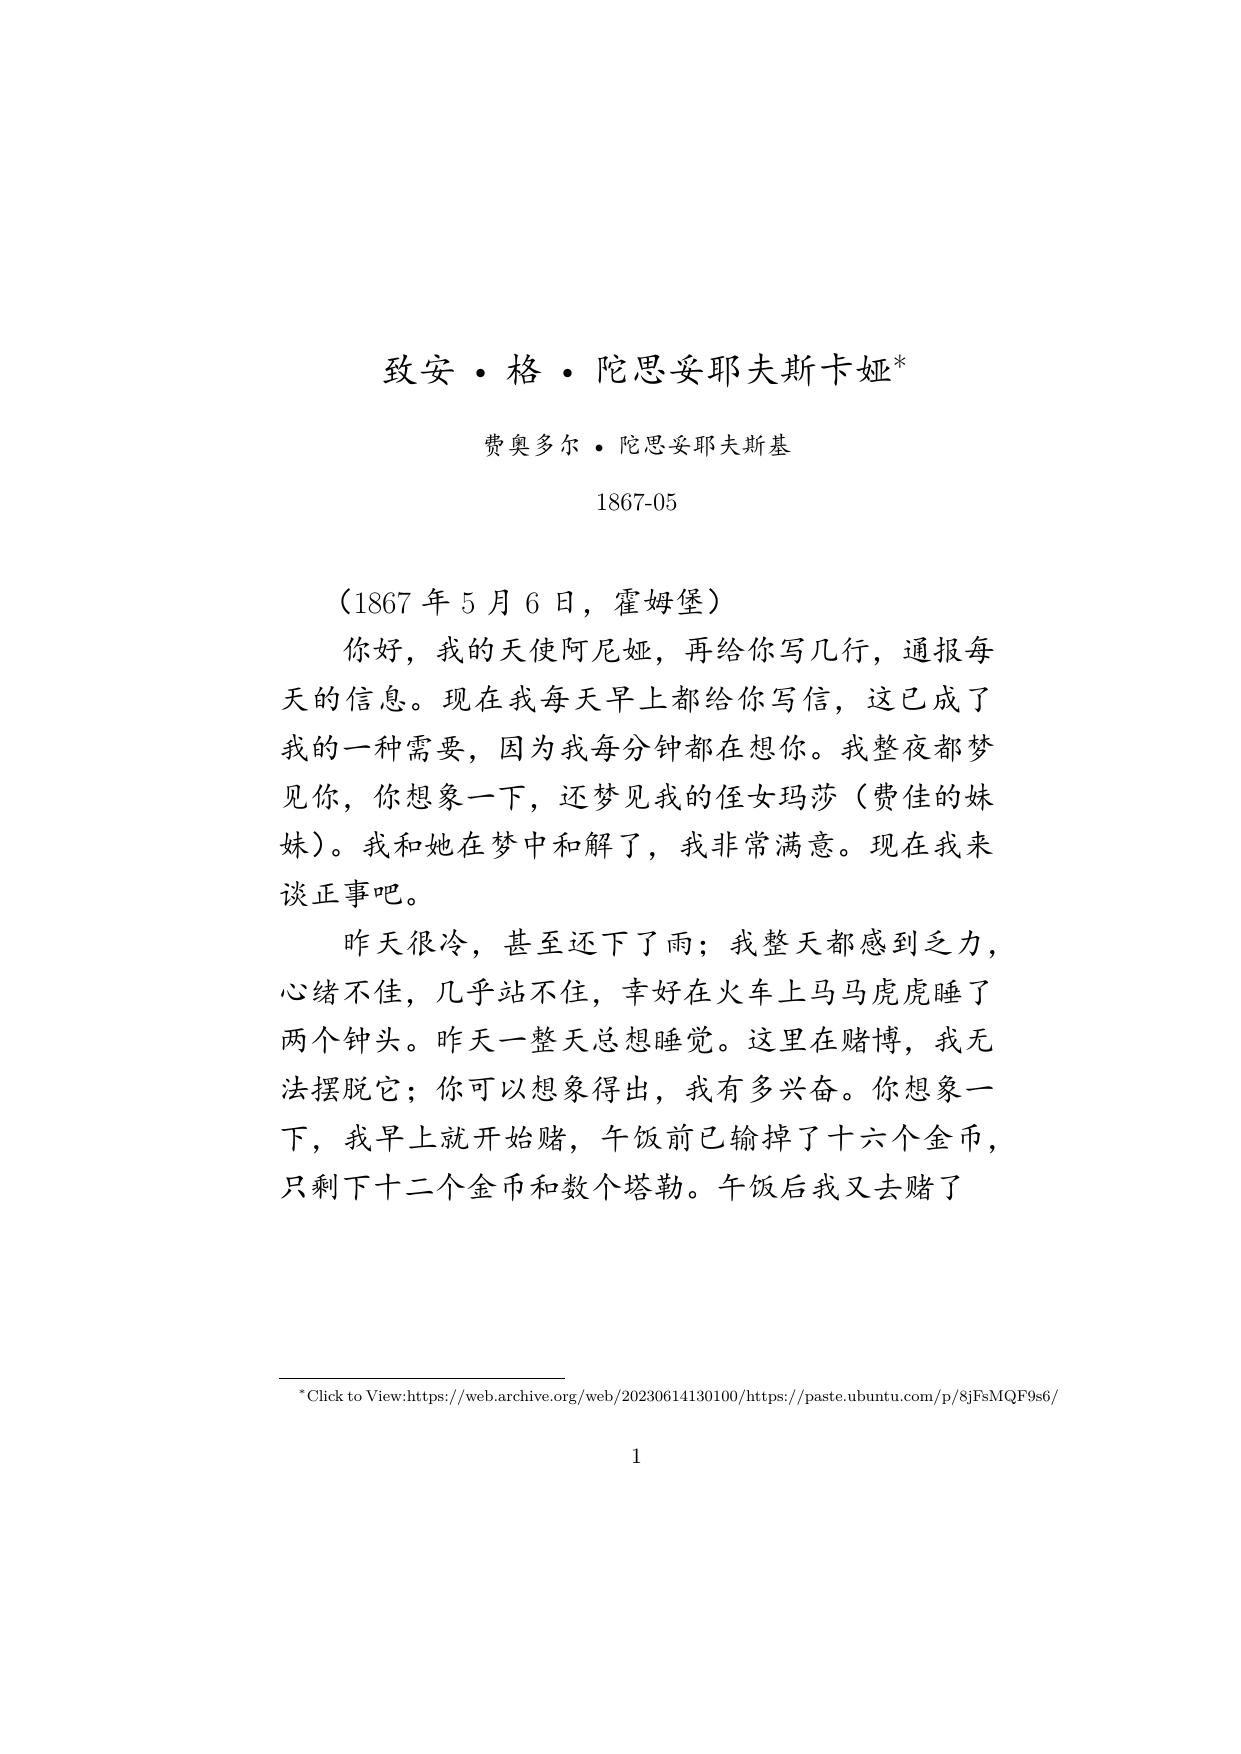 致安 • 格 • 陀思妥耶夫斯卡娅*
费奥多尔 • 陀思妥耶夫斯基
1867-05
（1867 年 5 月 6 日，霍姆堡）
你好，我的天使阿尼娅，再给你写几行，通报每
天的信息。现在我每天早上都给你写信，这已成了
我的一种需要，因为我每分钟都在想你。我整夜都梦
见你，你想象一下，还梦见我的侄女玛莎（费佳的妹
妹）。我和她在梦中和解了，我非常满意。现在我来
谈正事吧。
昨天很冷，甚至还下了雨；我整天都感到乏力，
心绪不佳，几乎站不住，幸好在火车上马马虎虎睡了
两个钟头。昨天一整天总想睡觉。这里在赌博，我无
法摆脱它；你可以想象得出，我有多兴奋。你想象一
下，我早上就开始赌，午饭前已输掉了十六个金币，
只剩下十二个金币和数个塔勒。午饭后我又去赌了
*Click to View:https://web.archive.org/web/20230614130100/https://paste.ubuntu.com/p/8jFsMQF9s6/
1